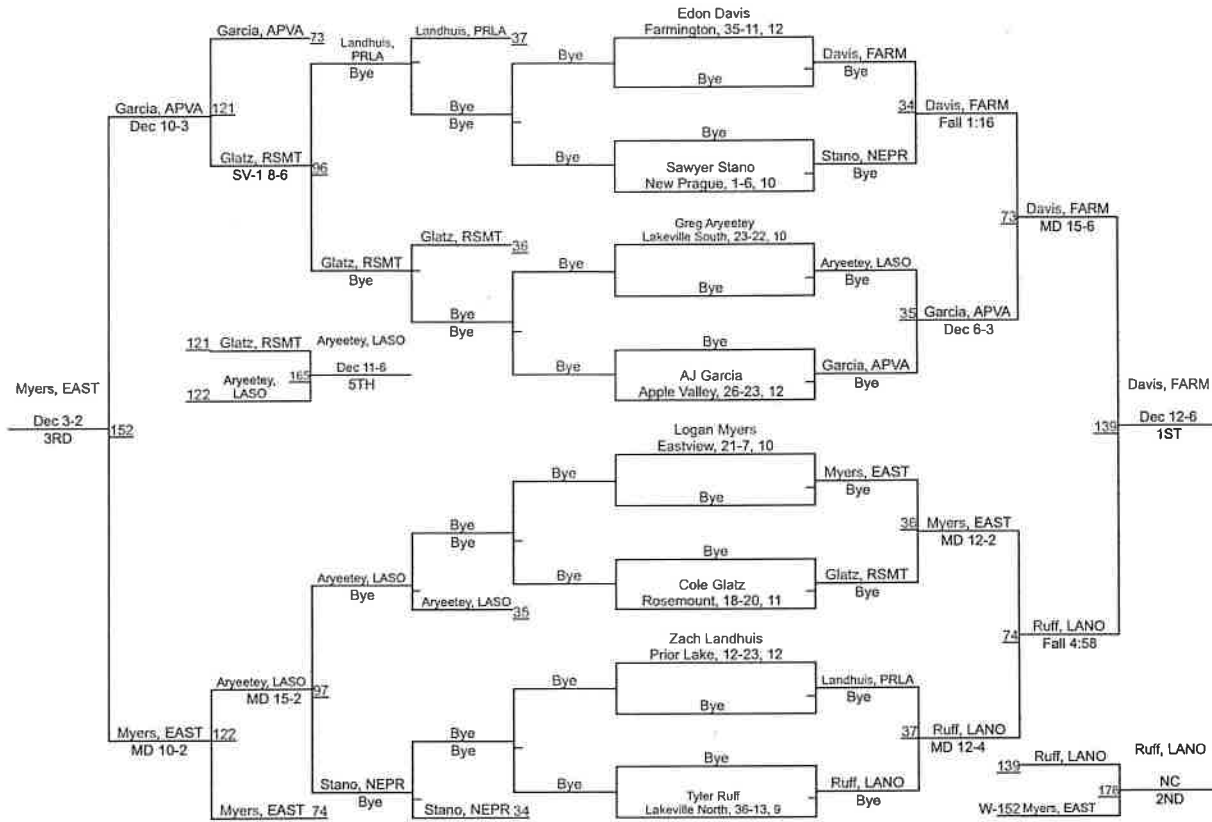 Edon Davis
Farmington, 35-11, 12
Bye
Bye
Bye
Sawyer Stano
New Prague, 1-6, 10
Bye
Greg Aryeetey
Lakeville South, 23-22, 10
Bye
Bye
Bye
AJ Garcia
Apple Valley, 26-23, 12
Bye
Logan Myers
Eastview, 21-7, 10
Bye
Bye
Bye
Cole Glatz
Rosemount, 18-20, 11
Bye
Zach Landhuis
Prior Lake, 12-23, 12
Bye
Bye
Bye
Tyler Ruff
Lakeville North, 36-13, 9
Bye
Davis, FARM
Bye
Stano, NEPR
Bye
Aryeetey, LASO
Bye
Garcia, APVA
Bye
Myers, EAST
Bye
Glatz, RSMT
Bye
Landhuis, PRLA
Bye
Ruff, LANO
Bye
34
Davis, FARM
Fall 1:16
35
Garcia, APVA
Dec 6-3
36
Myers, EAST
MD 12-2
37
Ruff, LANO
MD 12-4
73
Davis, FARM
MD 15-6
74
Ruff, LANO
Fall 4:58
139
Davis, FARM
Dec 12-6
1ST
139
Ruff, LANO
W-152 Myers, EAST
176
Ruff, LANO
NC
2ND
Landhuis, PRLA
37
Bye
Bye
Glatz, RSMT
36
Bye
Bye
Bye
Bye
Aryeetey, LASO
35
Bye
Bye
Stano, NEPR
34
Landhuis,
PRLA
Bye
Glatz, RSMT
Bye
Aryeetey, LASO
Bye
Stano, NEPR
Bye
Garcia, APVA
73
Glatz, RSMT
SV-1 8-6
96
Aryeetey, LASO
MD 15-2
97
Myers, EAST
74
Garcia, APVA
Dec 10-3
121
Myers, EAST
MD 10-2
122
Myers, EAST
Dec 3-2
3RD
152
121
Glatz, RSMT
122
Aryeetey,
LASO
165
Aryeetey, LASO
Dec 11-6
5TH